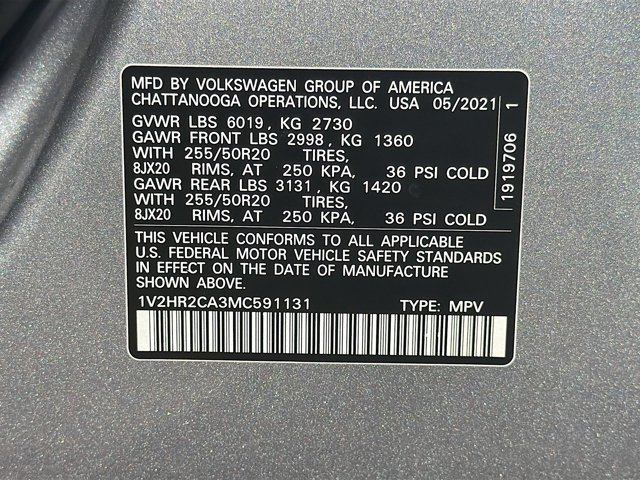 MFD BY VOLKSWAGEN GROUP OF AMERICA
CHATTANOOGA OPERATIONS, LLC. USA 05/2021
GVWR LBS 6019, KG 2730
GAWR FRONT LBS 2998, KG 1360
WITH 255/50R20 TIRES,
8JX20 RIMS, AT 250 KPA, 36 PSI COLD
GAWR REAR LBS 3131, KG 1420
WITH 255/50R20 TIRES,
8JX20 RIMS, AT 250 KPA, 36 PSI COLD
THIS VEHICLE CONFORMS TO ALL APPLICABLE
U.S. FEDERAL MOTOR VEHICLE SAFETY STANDARDS
IN EFFECT ON THE DATE OF MANUFACTURE
SHOWN ABOVE.
1V2HR2CA3MC591131 TYPE: MPV
1919706 1